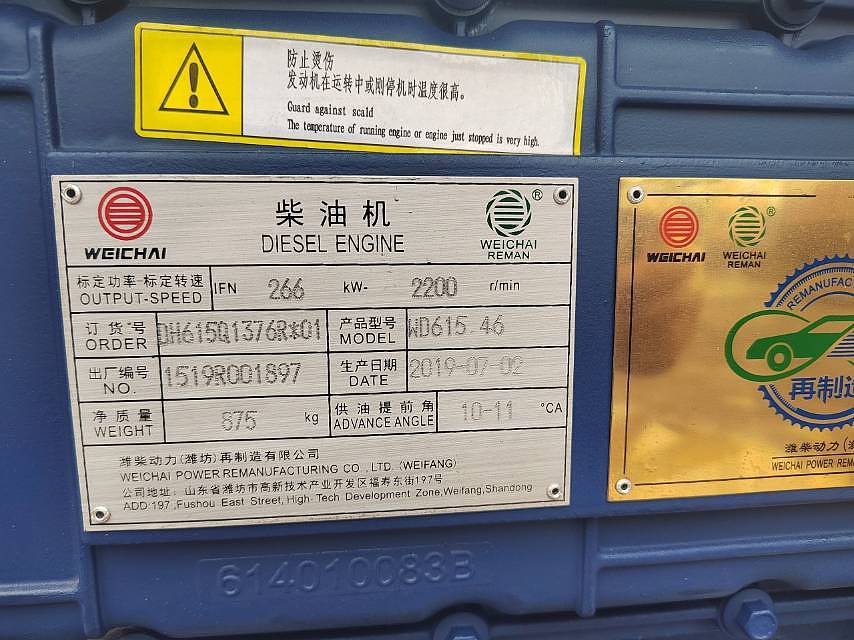 防止烫伤
发动机在运转中或刚停机时温度很高。
Guard against scald
The temperature of running engine or engine just stopped is very high.
WEICHAI
柴油机
DIESEL ENGINE
®
WEICHAI
REMAN
标定功率-标定转速
OUTPUT-SPEED
IFN 266 kW- 2200 r/min
订货号
ORDER
DH615Q1376R*01
产品型号
MODEL
WD615.46
出厂编号
NO.
1519R001897
生产日期
DATE
2019-07-02
净质量
WEIGHT
875 kg
供油提前角
ADVANCE ANGLE
10-11 °CA
潍柴动力(潍坊)再制造有限公司
WEICHAI POWER REMANUFACTURING CO., LTD. (WEIFANG)
公司地址: 山东省潍坊市高新技术产业开发区福寿东街197号
ADD:197 ,Fushou East Street, High- Tech Development Zone,Weifang,Shandong
614010083B
WEICHAI
®
WEICHAI
REMAN
REMANUFAC
再制造
潍柴动力(
WEICHAI POWER REMA